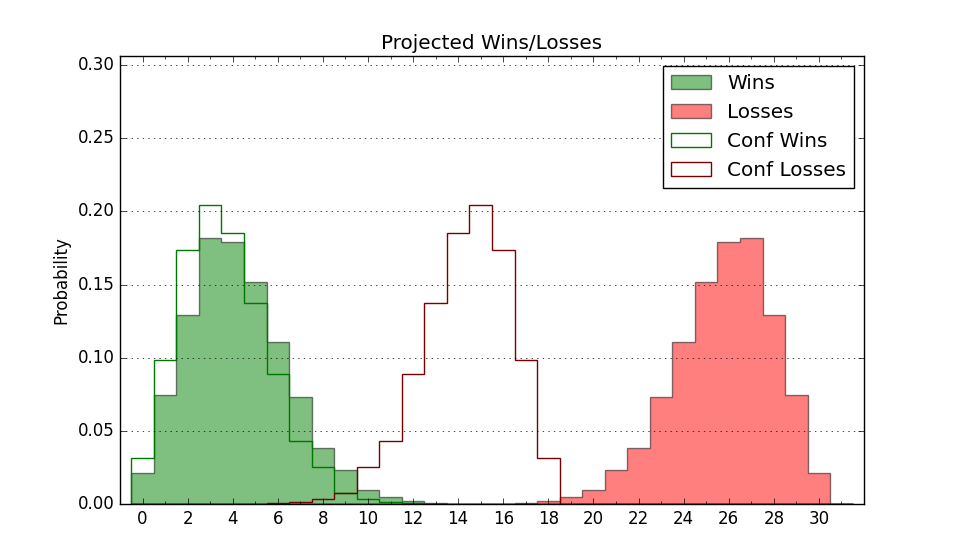 Projected Wins/Losses
Probability
0.30
0.25
0.20
0.15
0.10
0.05
0.00
0 2 4 6 8 10 12 14 16 18 20 22 24 26 28 30
Wins
Losses
Conf Wins
Conf Losses